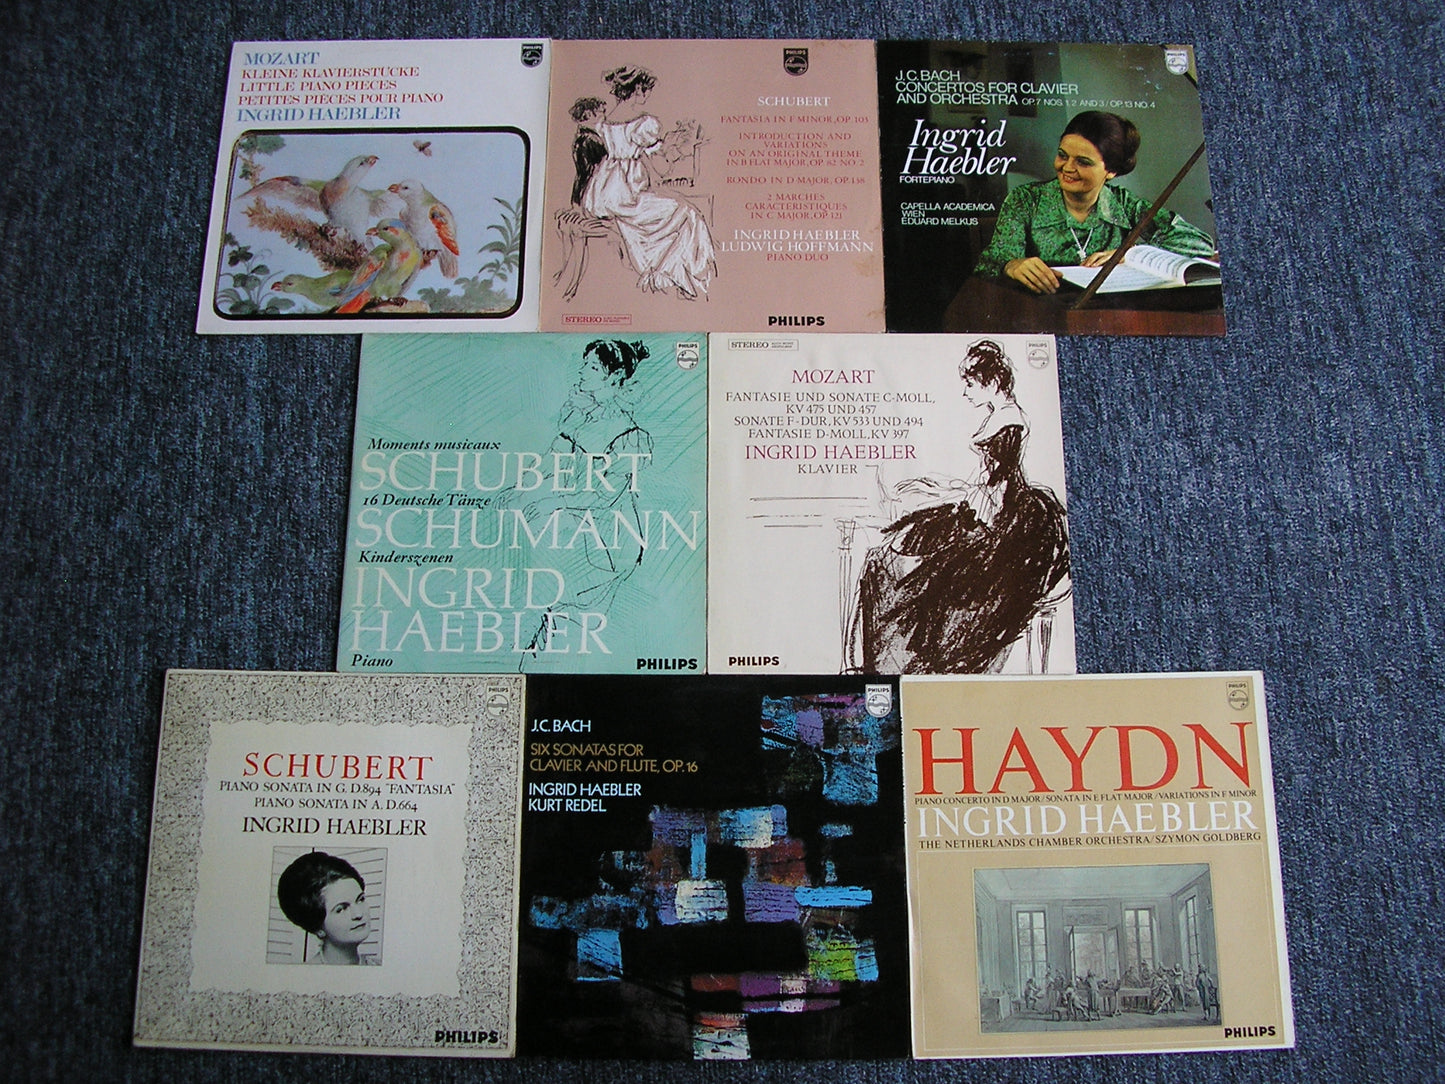 MOZART
KLEINE KLAVIERSTÜCKE
LITTLE PIANO PIECES
PETITES PIÈCES POUR PIANO
INGRID HAEBLER
PHILIPS
PHILIPS
SCHUBERT
FANTASIA IN F MINOR, OP. 103
INTRODUCTION AND
VARIATIONS
ON AN ORIGINAL THEME
IN B FLAT MAJOR, OP. 82 NO. 2
RONDO IN D MAJOR, OP. 138
2 MARCHES
CARACTERISTIQUES
IN C MAJOR, OP. 121
INGRID HAEBLER
LUDWIG HOFFMANN
PIANO DUO
STEREO
PHILIPS
PHILIPS
J.C. BACH
CONCERTOS FOR CLAVIER
AND ORCHESTRA OP. 7 NOS. 1, 2 AND 3 / OP. 13 NO. 4
Ingrid
Haebler
FORTEPIANO
CAPELLA ACADEMICA
WIEN
EDUARD MELKUS
PHILIPS
Moments musicaux
SCHUBERT
16 Deutsche Tänze
SCHUMANN
Kinderszenen
INGRID
HAEBLER
Piano
PHILIPS
STEREO
PHILIPS
MOZART
FANTASIE UND SONATE C-MOLL,
KV 475 UND 457
SONATE F-DUR, KV 533 UND 494
FANTASIE D-MOLL, KV 397
INGRID HAEBLER
KLAVIER
PHILIPS
PHILIPS
SCHUBERT
PIANO SONATA IN G, D.894 "FANTASIA"
PIANO SONATA IN A, D.664
INGRID HAEBLER
PHILIPS
PHILIPS
J.C. BACH
SIX SONATAS FOR
CLAVIER AND FLUTE, OP. 16
INGRID HAEBLER
KURT REDEL
PHILIPS
HAYDN
PIANO CONCERTO IN D MAJOR / SONATA IN E FLAT MAJOR / VARIATIONS IN F MINOR
INGRID HAEBLER
THE NETHERLANDS CHAMBER ORCHESTRA / SZYMON GOLDBERG
PHILIPS